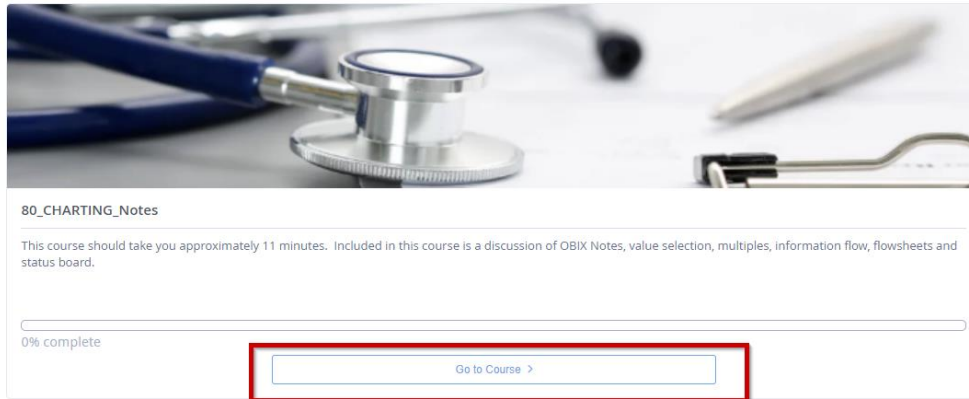 80_CHARTING_Notes
This course should take you approximately 11 minutes.  Included in this course is a discussion of OBIX Notes, value selection, multiples, information flow, flowsheets and
status board.
0% complete
Go to Course >